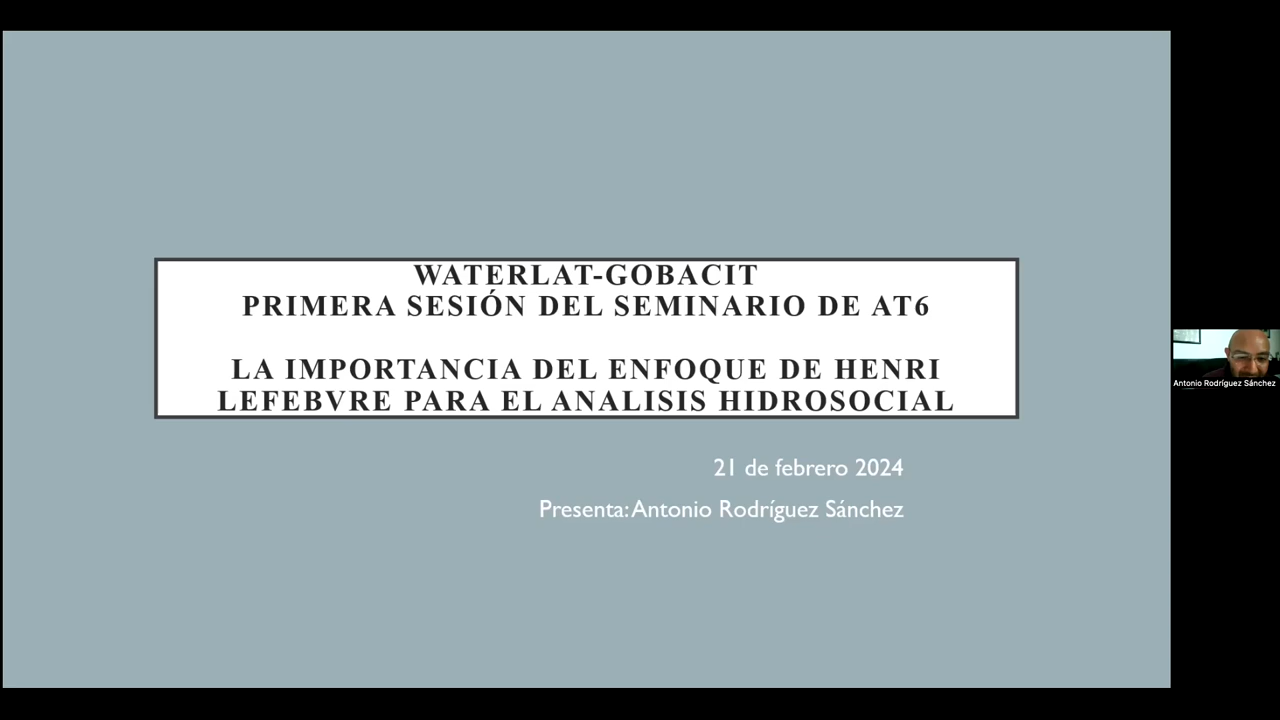 WATERLAT-GOBACIT
PRIMERA SESIÓN DEL SEMINARIO DE AT6
LA IMPORTANCIA DEL ENFOQUE DE HENRI
LEFEBVRE PARA EL ANALISIS HIDROSOCIAL
21 de febrero 2024
Presenta: Antonio Rodríguez Sánchez
Antonio Rodríguez Sánchez